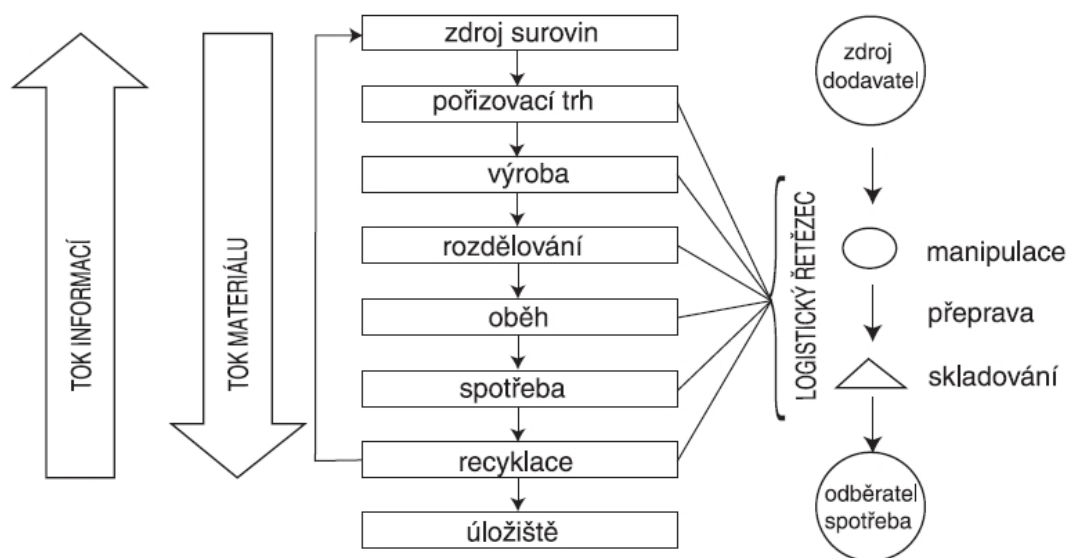 TOK INFORMACÍ
TOK MATERIÁLU
zdroj surovin
pořizovací trh
výroba
rozdělování
oběh
spotřeba
recyklace
úložiště
LOGISTICKÝ ŘETĚZEC
zdroj
dodavatel
manipulace
přeprava
skladování
odběratel
spotřeba